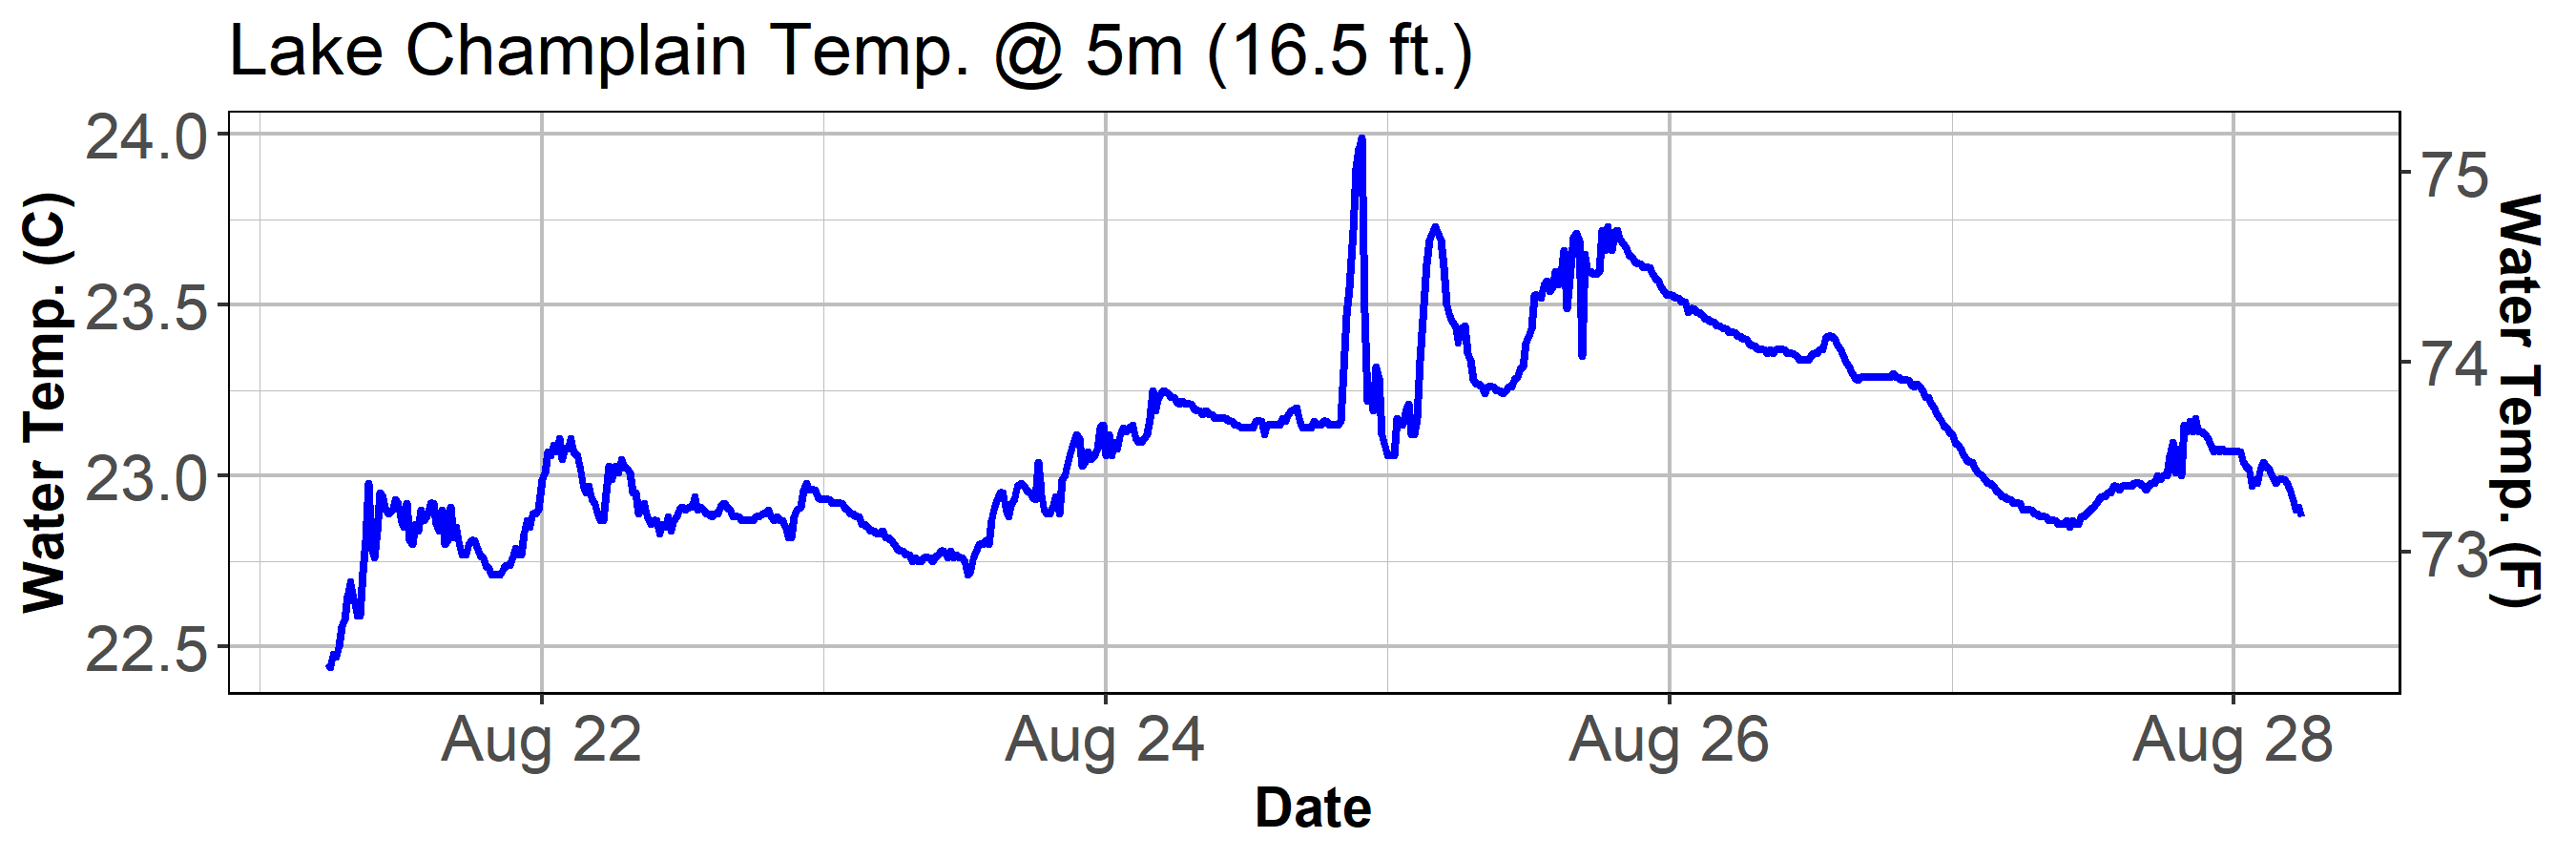 Lake Champlain Temp. @ 5m (16.5 ft.)
Water Temp. (C)
24.0
23.5
23.0
22.5
75
74
73
Water Temp. (F)
Aug 22 Aug 24 Aug 26 Aug 28
Date